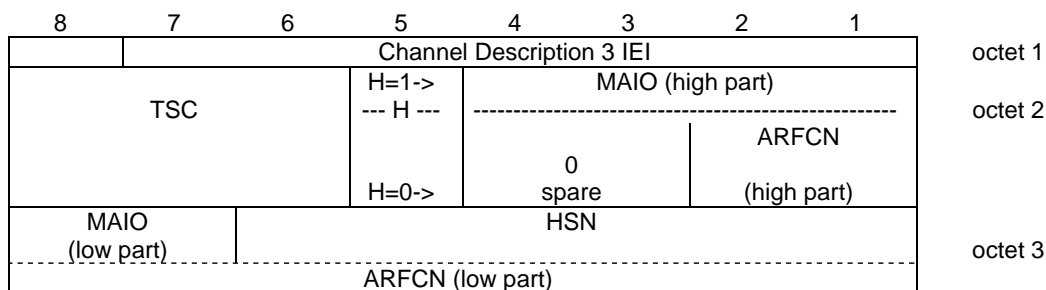 8 7 6 5 4 3 2 1
Channel Description 3 IEI octet 1
H=1-> MAIO (high part)
TSC --- H --- octet 2
ARFCN
0
H=0-> spare (high part)
MAIO HSN
(low part) octet 3
ARFCN (low part)